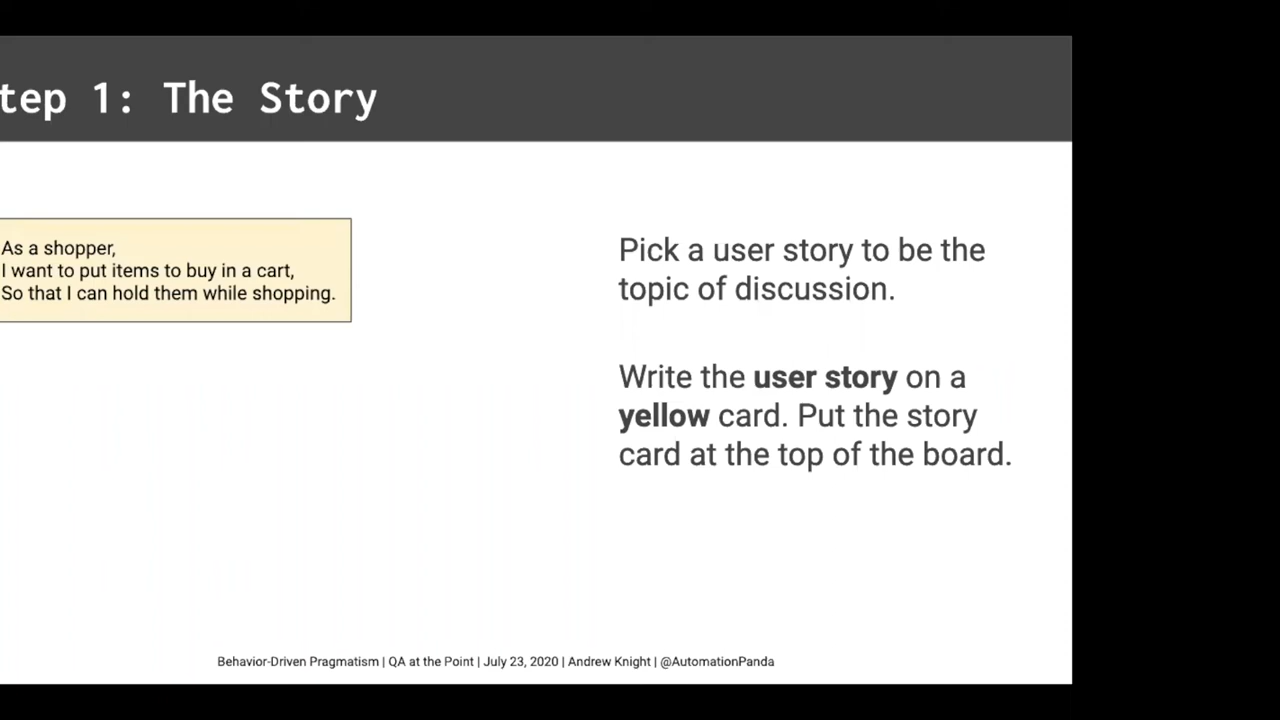 tep 1: The Story
As a shopper,
I want to put items to buy in a cart,
So that I can hold them while shopping.
Pick a user story to be the
topic of discussion.
Write the user story on a
yellow card. Put the story
card at the top of the board.
Behavior-Driven Pragmatism | QA at the Point | July 23, 2020 | Andrew Knight | @AutomationPanda